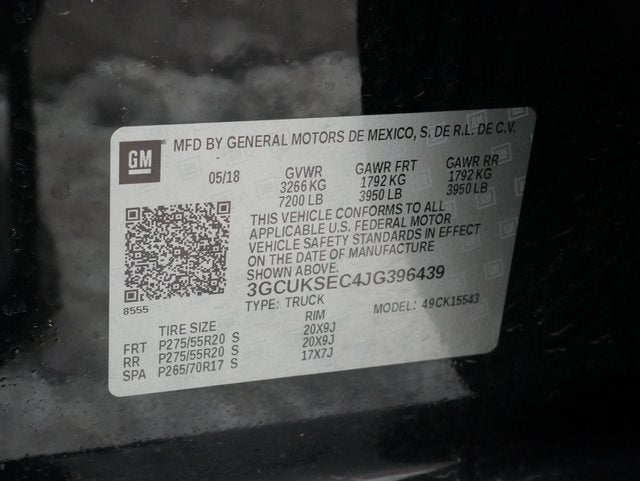 GM MFD BY GENERAL MOTORS DE MEXICO, S. DE R.L. DE C.V.
05/18 GVWR GAWR FRT GAWR RR
3266 KG 1792 KG 1792 KG
7200 LB 3950 LB 3950 LB
THIS VEHICLE CONFORMS TO ALL
APPLICABLE U.S. FEDERAL MOTOR
VEHICLE SAFETY STANDARDS IN EFFECT
ON THE DATE OF MANUFACTURE
SHOWN ABOVE.
3GCUKSEC4JG396439
8555 TYPE: TRUCK MODEL: 49CK15543
TIRE SIZE RIM
FRT P275/55R20 S 20X9J
RR P275/55R20 S 20X9J
SPA P265/70R17 S 17X7J